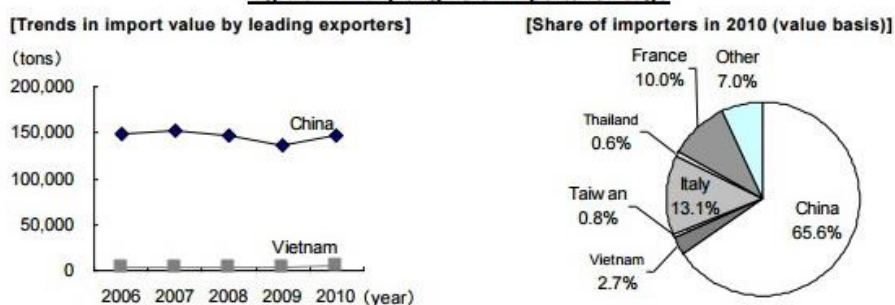 [Trends in import value by leading exporters]
(tons)
200,000
150,000
100,000
50,000
0
China
Vietnam
2006 2007 2008 2009 2010 (year)
[Share of importers in 2010 (value basis)]
France
10.0%
Other
7.0%
Thailand
0.6%
Italy
13.1%
Taiwan
0.8%
China
65.6%
Vietnam
2.7%